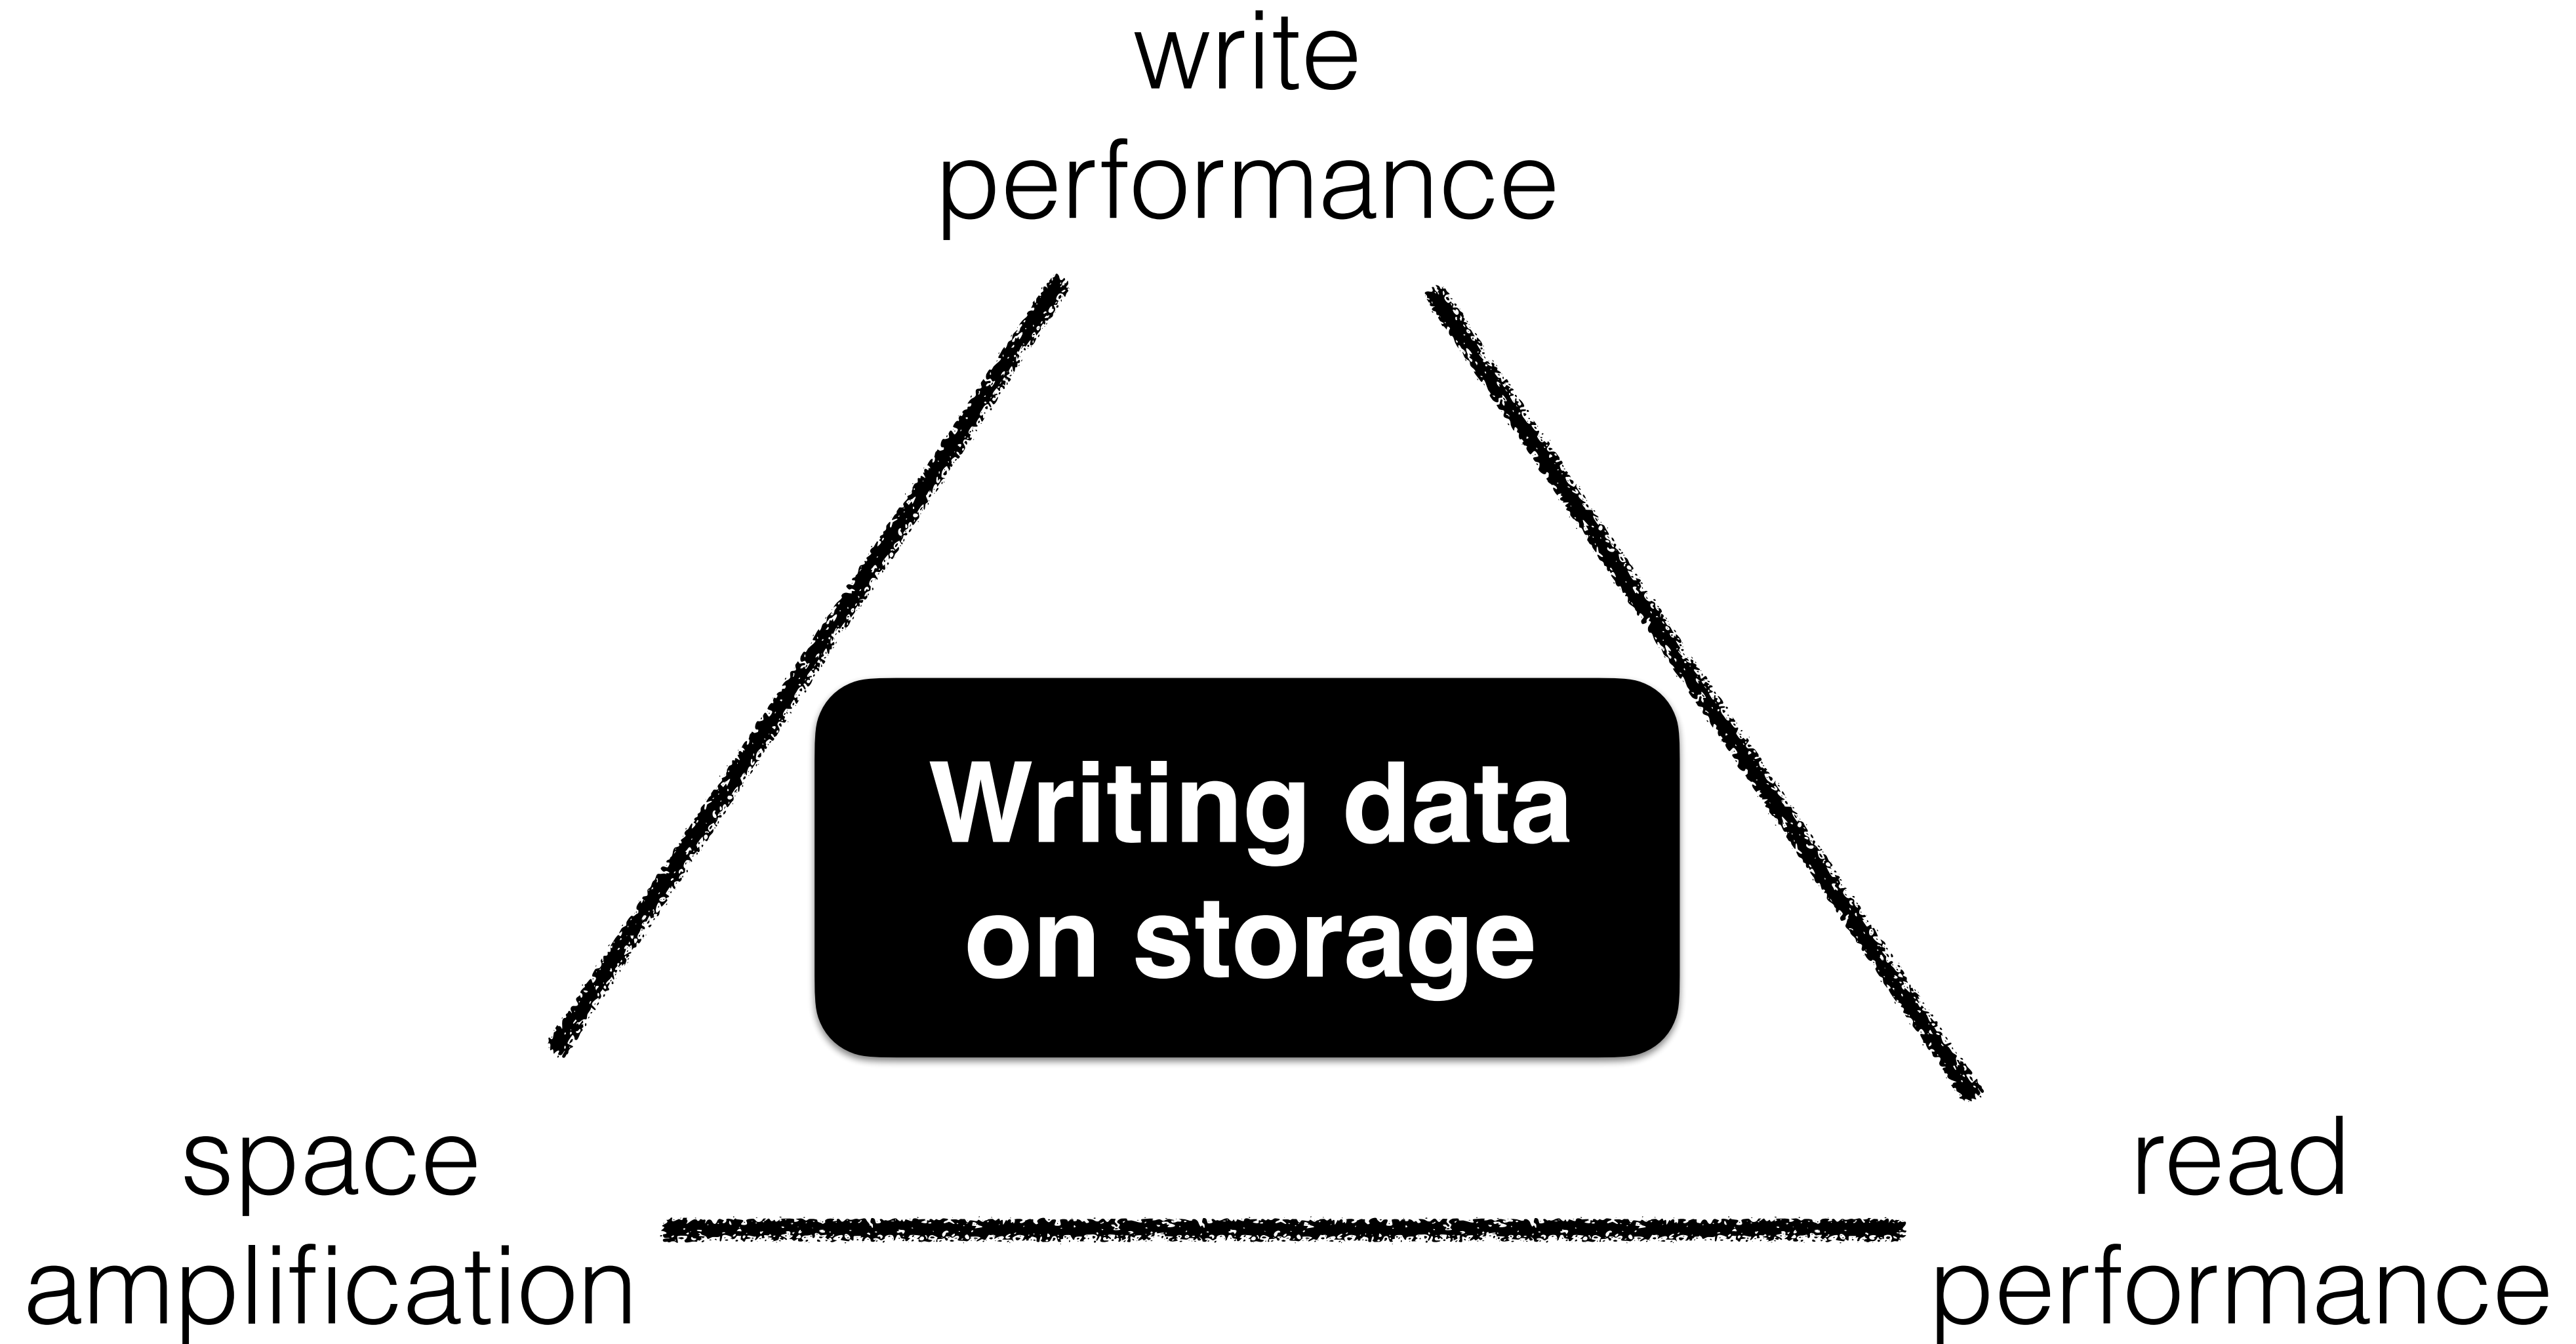 write
performance
Writing data
on storage
space
amplification
read
performance